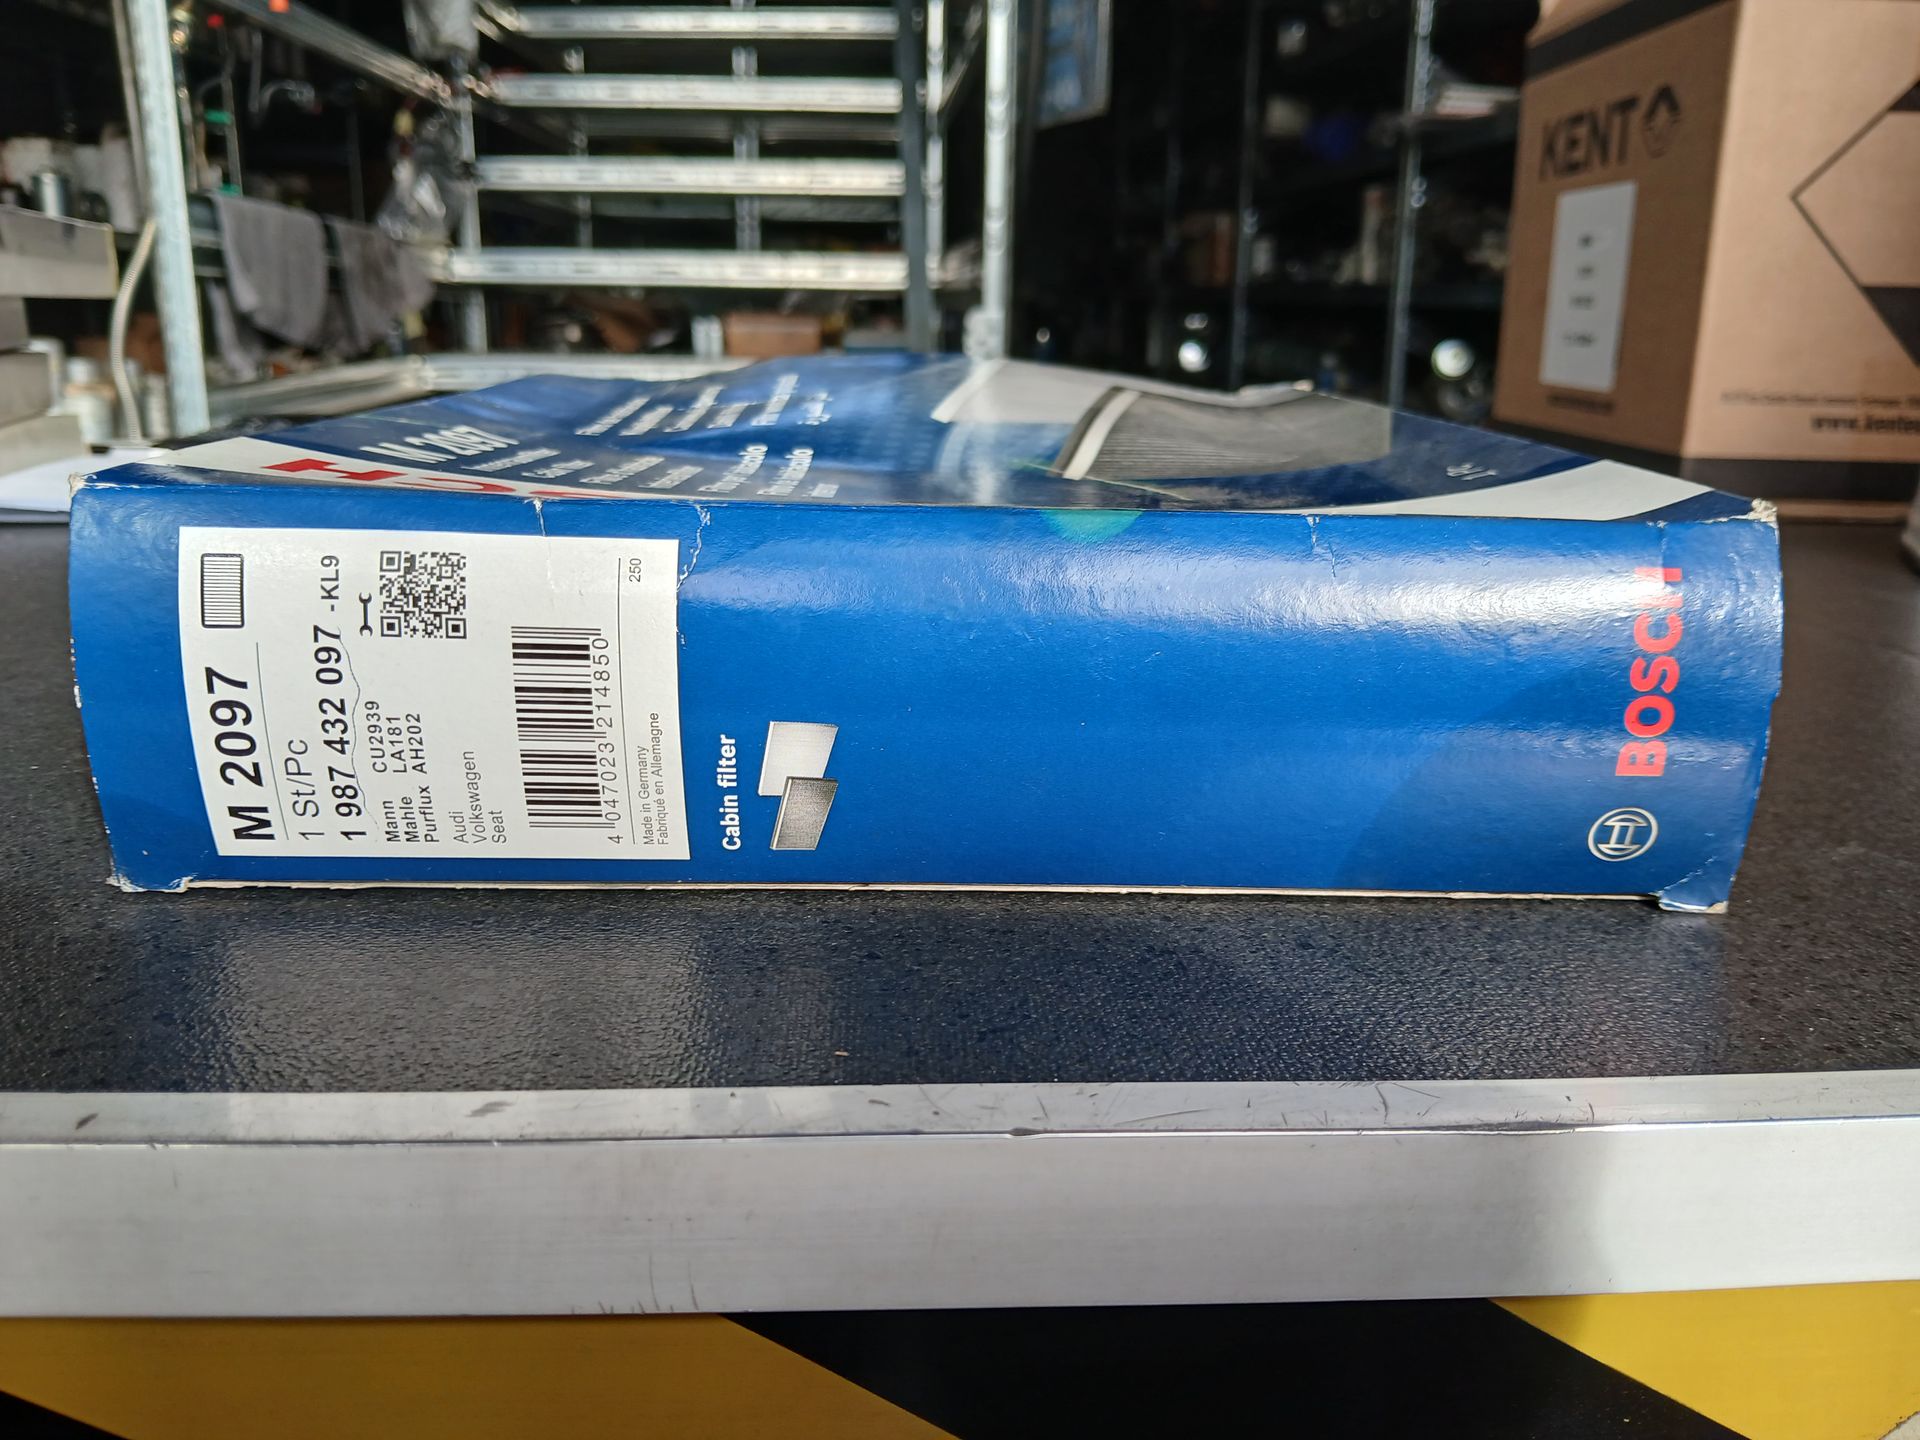 M 2097
1 St/Pc
1 987 432 097 -KL9
Mann CU2939
Mahle LA181
Purflux AH202
Audi
Volkswagen
Seat
4 047023 214850
250
Made in Germany
Fabriqué en Allemagne
Cabin filter
BOSCH
M 2097
KENT